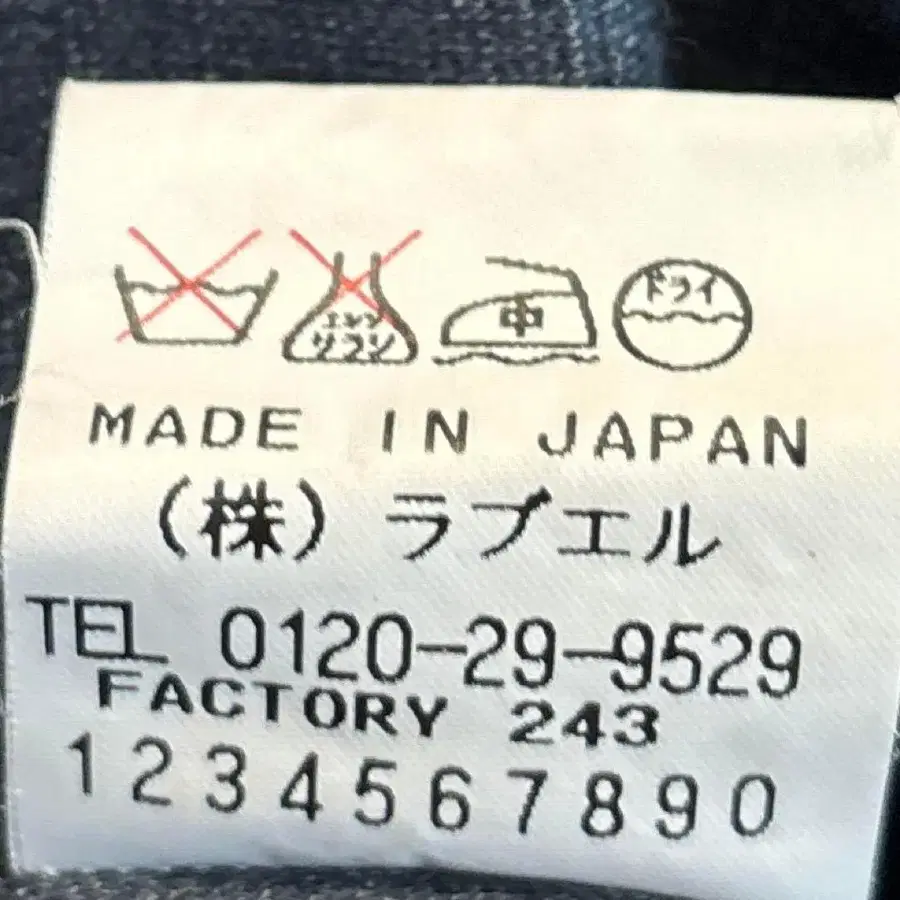 エンソ サラシ 中 ドライ
MADE IN JAPAN
（株）ラブエル
TEL 0120-29-9529
FACTORY 243
1234567890